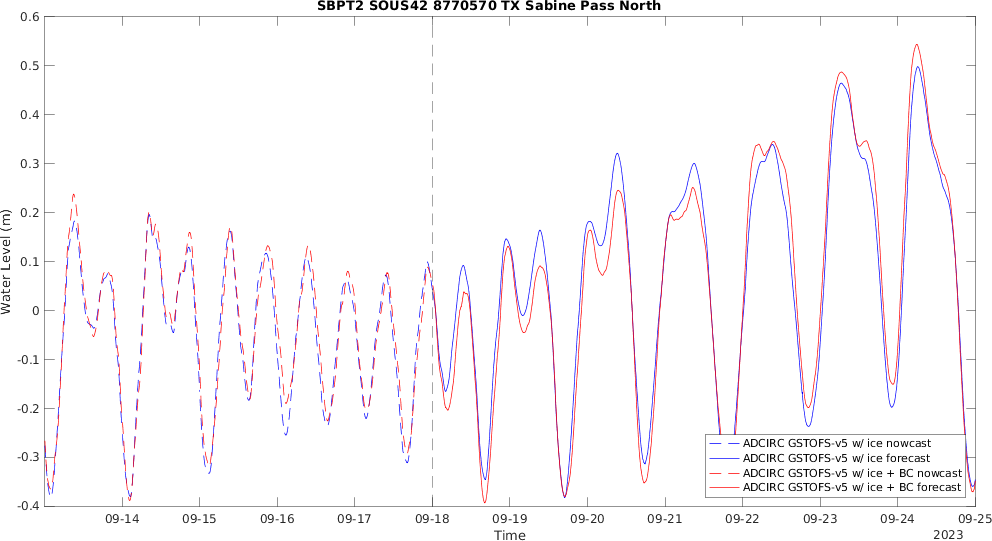 SBPT2 SOUS42 8770570 TX Sabine Pass North
0.6
0.5
0.4
0.3
0.2
0.1
0
-0.1
-0.2
-0.3
-0.4
Water Level (m)
ADCIRC GSTOFS-v5 w/ ice nowcast
ADCIRC GSTOFS-v5 w/ ice forecast
ADCIRC GSTOFS-v5 w/ ice + BC nowcast
ADCIRC GSTOFS-v5 w/ ice + BC forecast
09-14 09-15 09-16 09-17 09-18 09-19 09-20 09-21 09-22 09-23 09-24 09-25
Time
2023